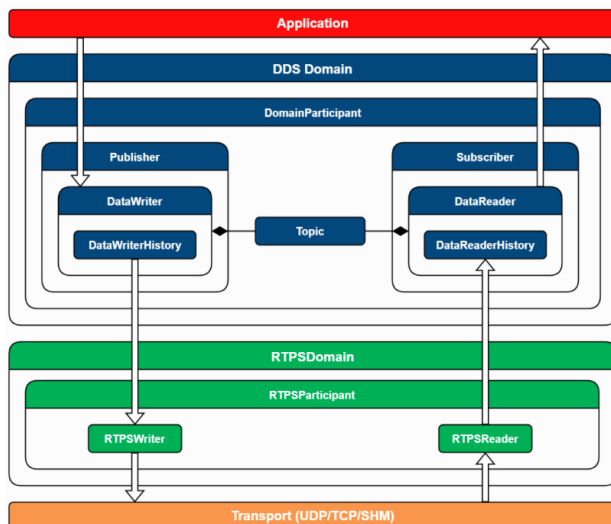 Application
DDS Domain
DomainParticipant
Publisher
Subscriber
DataWriter
Topic
DataReader
DataWriterHistory
DataReaderHistory
RTPSDomain
RTPSParticipant
RTPSWriter
RTPSReader
Transport (UDP/TCP/SHM)